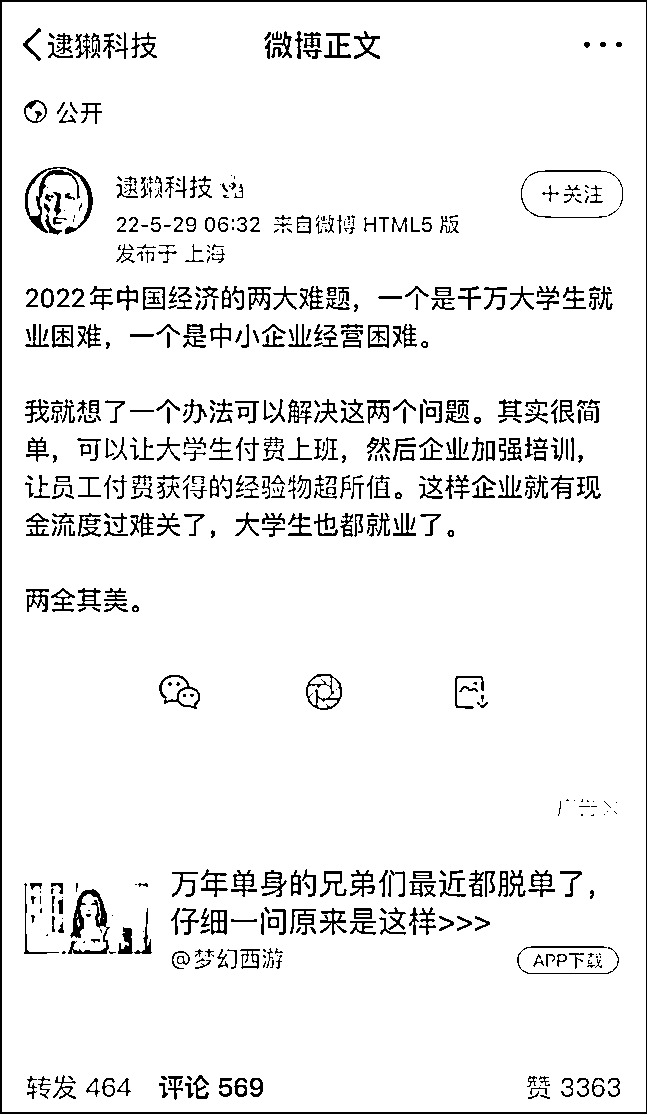 逮獭科技
微博正文
公开
逮獭科技
+关注
22-5-29 06:32 来自微博 HTML5 版
发布于 上海
2022年中国经济的两大难题，一个是千万大学生就
业困难，一个是中小企业经营困难。
我就想了一个办法可以解决这两个问题。其实很简
单，可以让大学生付费上班，然后企业加强培训，
让员工付费获得的经验物超所值。这样企业就有现
金流度过难关了，大学生也都就业了。
两全其美。
广告
万年单身的兄弟们最近都脱单了，
仔细一问原来是这样>>>
@梦幻西游
APP下载
转发 464 评论 569
赞 3363